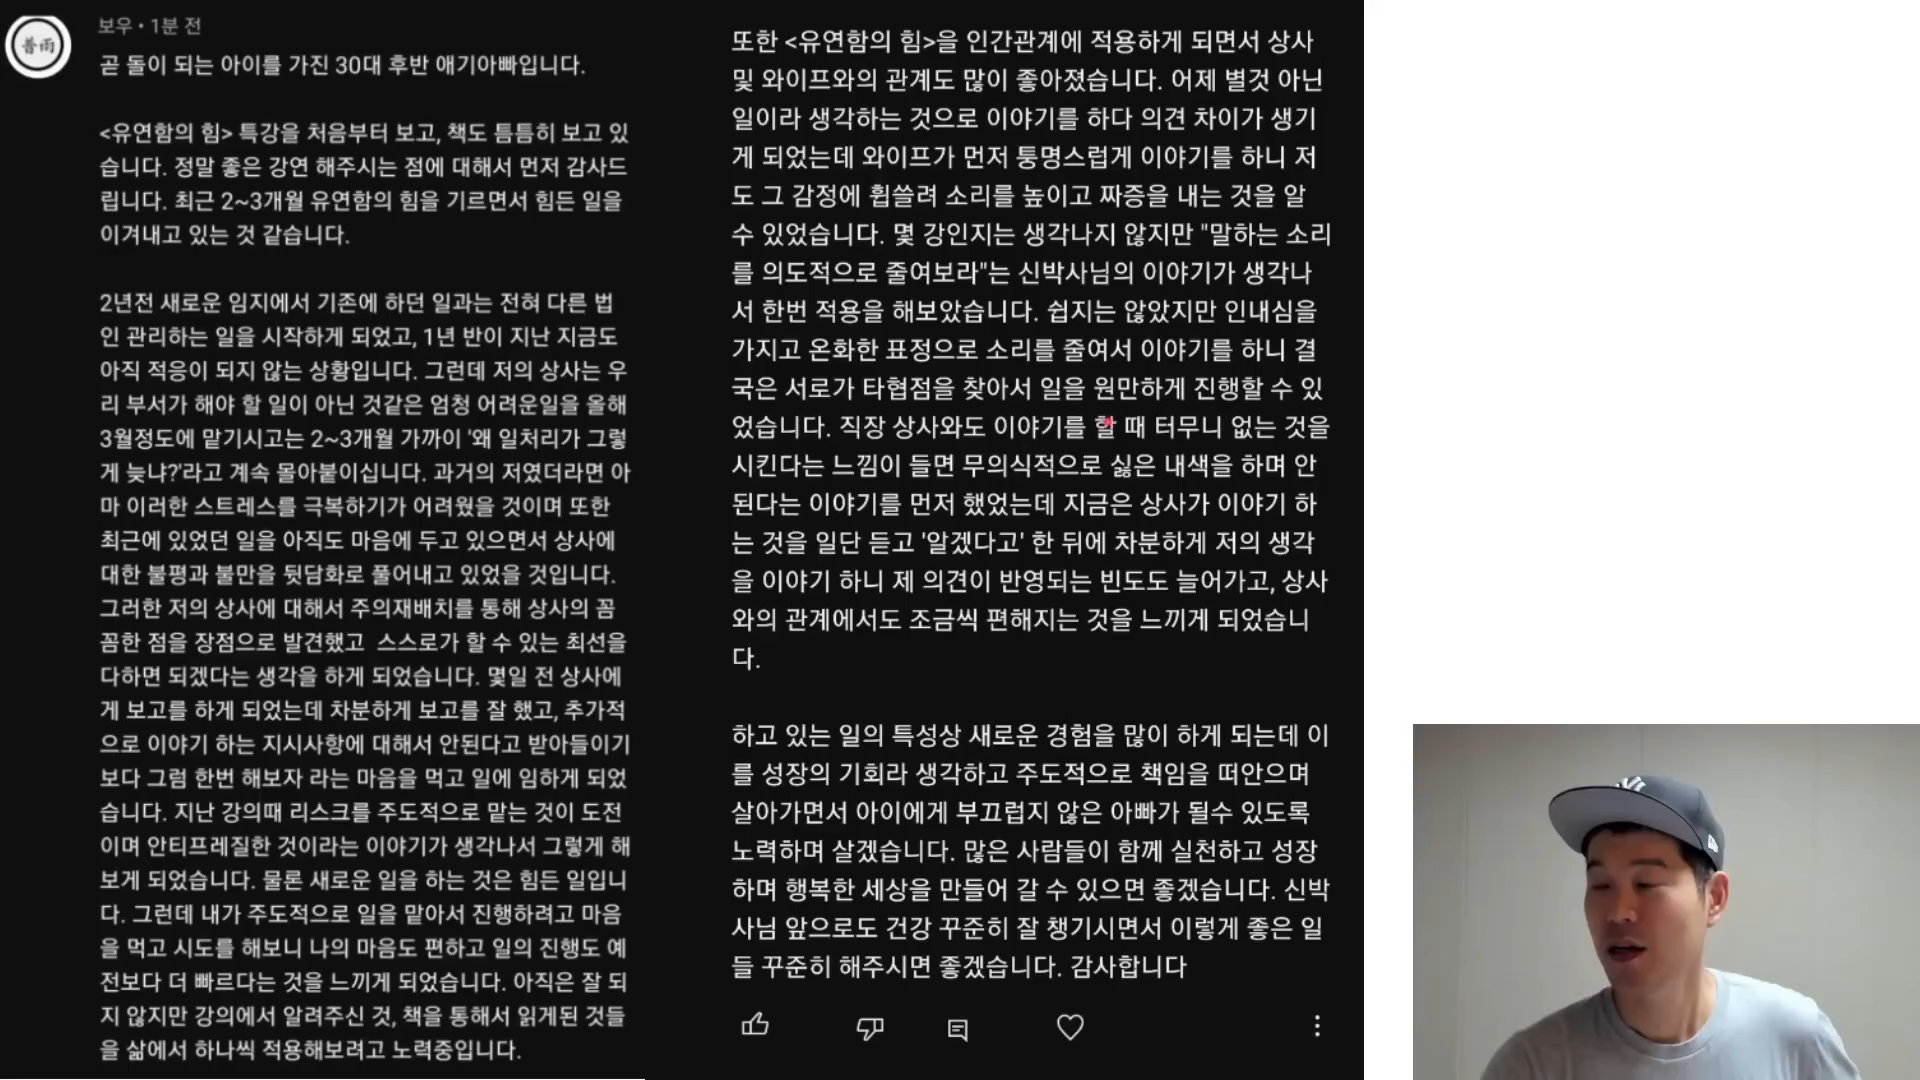 普雨
보우 • 1분 전
곧 돌이 되는 아이를 가진 30대 후반 애기아빠입니다.
<유연함의 힘> 특강을 처음부터 보고, 책도 틈틈히 보고 있
습니다. 정말 좋은 강연 해주시는 점에 대해서 먼저 감사드
립니다. 최근 2~3개월 유연함의 힘을 기르면서 힘든 일을
이겨내고 있는 것 같습니다.
2년전 새로운 임지에서 기존에 하던 일과는 전혀 다른 법
인 관리하는 일을 시작하게 되었고, 1년 반이 지난 지금도
아직 적응이 되지 않는 상황입니다. 그런데 저의 상사는 우
리 부서가 해야 할 일이 아닌 것같은 엄청 어려운일을 올해
3월정도에 맡기시고는 2~3개월 가까이 '왜 일처리가 그렇
게 늦냐?'라고 계속 몰아붙이십니다. 과거의 저였더라면 아
마 이러한 스트레스를 극복하기가 어려웠을 것이며 또한
최근에 있었던 일을 아직도 마음에 두고 있으면서 상사에
대한 불평과 불만을 뒷담화로 풀어내고 있었을 것입니다.
그러한 저의 상사에 대해서 주의재배치를 통해 상사의 꼼
꼼한 점을 장점으로 발견했고  스스로가 할 수 있는 최선을
다하면 되겠다는 생각을 하게 되었습니다. 몇일 전 상사에
게 보고를 하게 되었는데 차분하게 보고를 잘 했고, 추가적
으로 이야기 하는 지시사항에 대해서 안된다고 받아들이기
보다 그럼 한번 해보자 라는 마음을 먹고 일에 임하게 되었
습니다. 지난 강의때 리스크를 주도적으로 맡는 것이 도전
이며 안티프레질한 것이라는 이야기가 생각나서 그렇게 해
보게 되었습니다. 물론 새로운 일을 하는 것은 힘든 일입니
다. 그런데 내가 주도적으로 일을 맡아서 진행하려고 마음
을 먹고 시도를 해보니 나의 마음도 편하고 일의 진행도 예
전보다 더 빠르다는 것을 느끼게 되었습니다. 아직은 잘 되
지 않지만 강의에서 알려주신 것, 책을 통해서 읽게된 것들
을 삶에서 하나씩 적용해보려고 노력중입니다.
또한 <유연함의 힘>을 인간관계에 적용하게 되면서 상사
및 와이프와의 관계도 많이 좋아졌습니다. 어제 별것 아닌
일이라 생각하는 것으로 이야기를 하다 의견 차이가 생기
게 되었는데 와이프가 먼저 퉁명스럽게 이야기를 하니 저
도 그 감정에 휩쓸려 소리를 높이고 짜증을 내는 것을 알
수 있었습니다. 몇 강인지는 생각나지 않지만 "말하는 소리
를 의도적으로 줄여보라"는 신박사님의 이야기가 생각나
서 한번 적용을 해보았습니다. 쉽지는 않았지만 인내심을
가지고 온화한 표정으로 소리를 줄여서 이야기를 하니 결
국은 서로가 타협점을 찾아서 일을 원만하게 진행할 수 있
었습니다. 직장 상사와도 이야기를 할 때 터무니 없는 것을
시킨다는 느낌이 들면 무의식적으로 싫은 내색을 하며 안
된다는 이야기를 먼저 했었는데 지금은 상사가 이야기 하
는 것을 일단 듣고 '알겠다고' 한 뒤에 차분하게 저의 생각
을 이야기 하니 제 의견이 반영되는 빈도도 늘어가고, 상사
와의 관계에서도 조금씩 편해지는 것을 느끼게 되었습니
다.
하고 있는 일의 특성상 새로운 경험을 많이 하게 되는데 이
를 성장의 기회라 생각하고 주도적으로 책임을 떠안으며
살아가면서 아이에게 부끄럽지 않은 아빠가 될수 있도록
노력하며 살겠습니다. 많은 사람들이 함께 실천하고 성장
하며 행복한 세상을 만들어 갈 수 있으면 좋겠습니다. 신박
사님 앞으로도 건강 꾸준히 잘 챙기시면서 이렇게 좋은 일
들 꾸준히 해주시면 좋겠습니다. 감사합니다